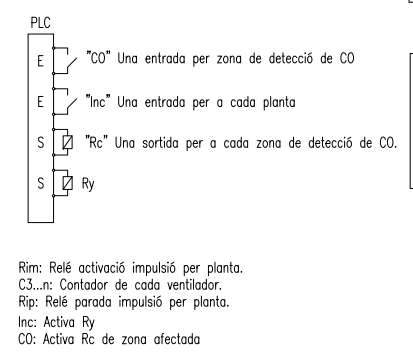 PLC
E "CO" Una entrada per zona de detecció de CO
E "Inc" Una entrada per a cada planta
S "Rc" Una sortida per a cada zona de detecció de CO.
S Ry
Rim: Relé activació impulsió per planta.
C3...n: Contador de cada ventilador.
Rip: Relé parada impulsió per planta.
Inc: Activa Ry
CO: Activa Rc de zona afectada